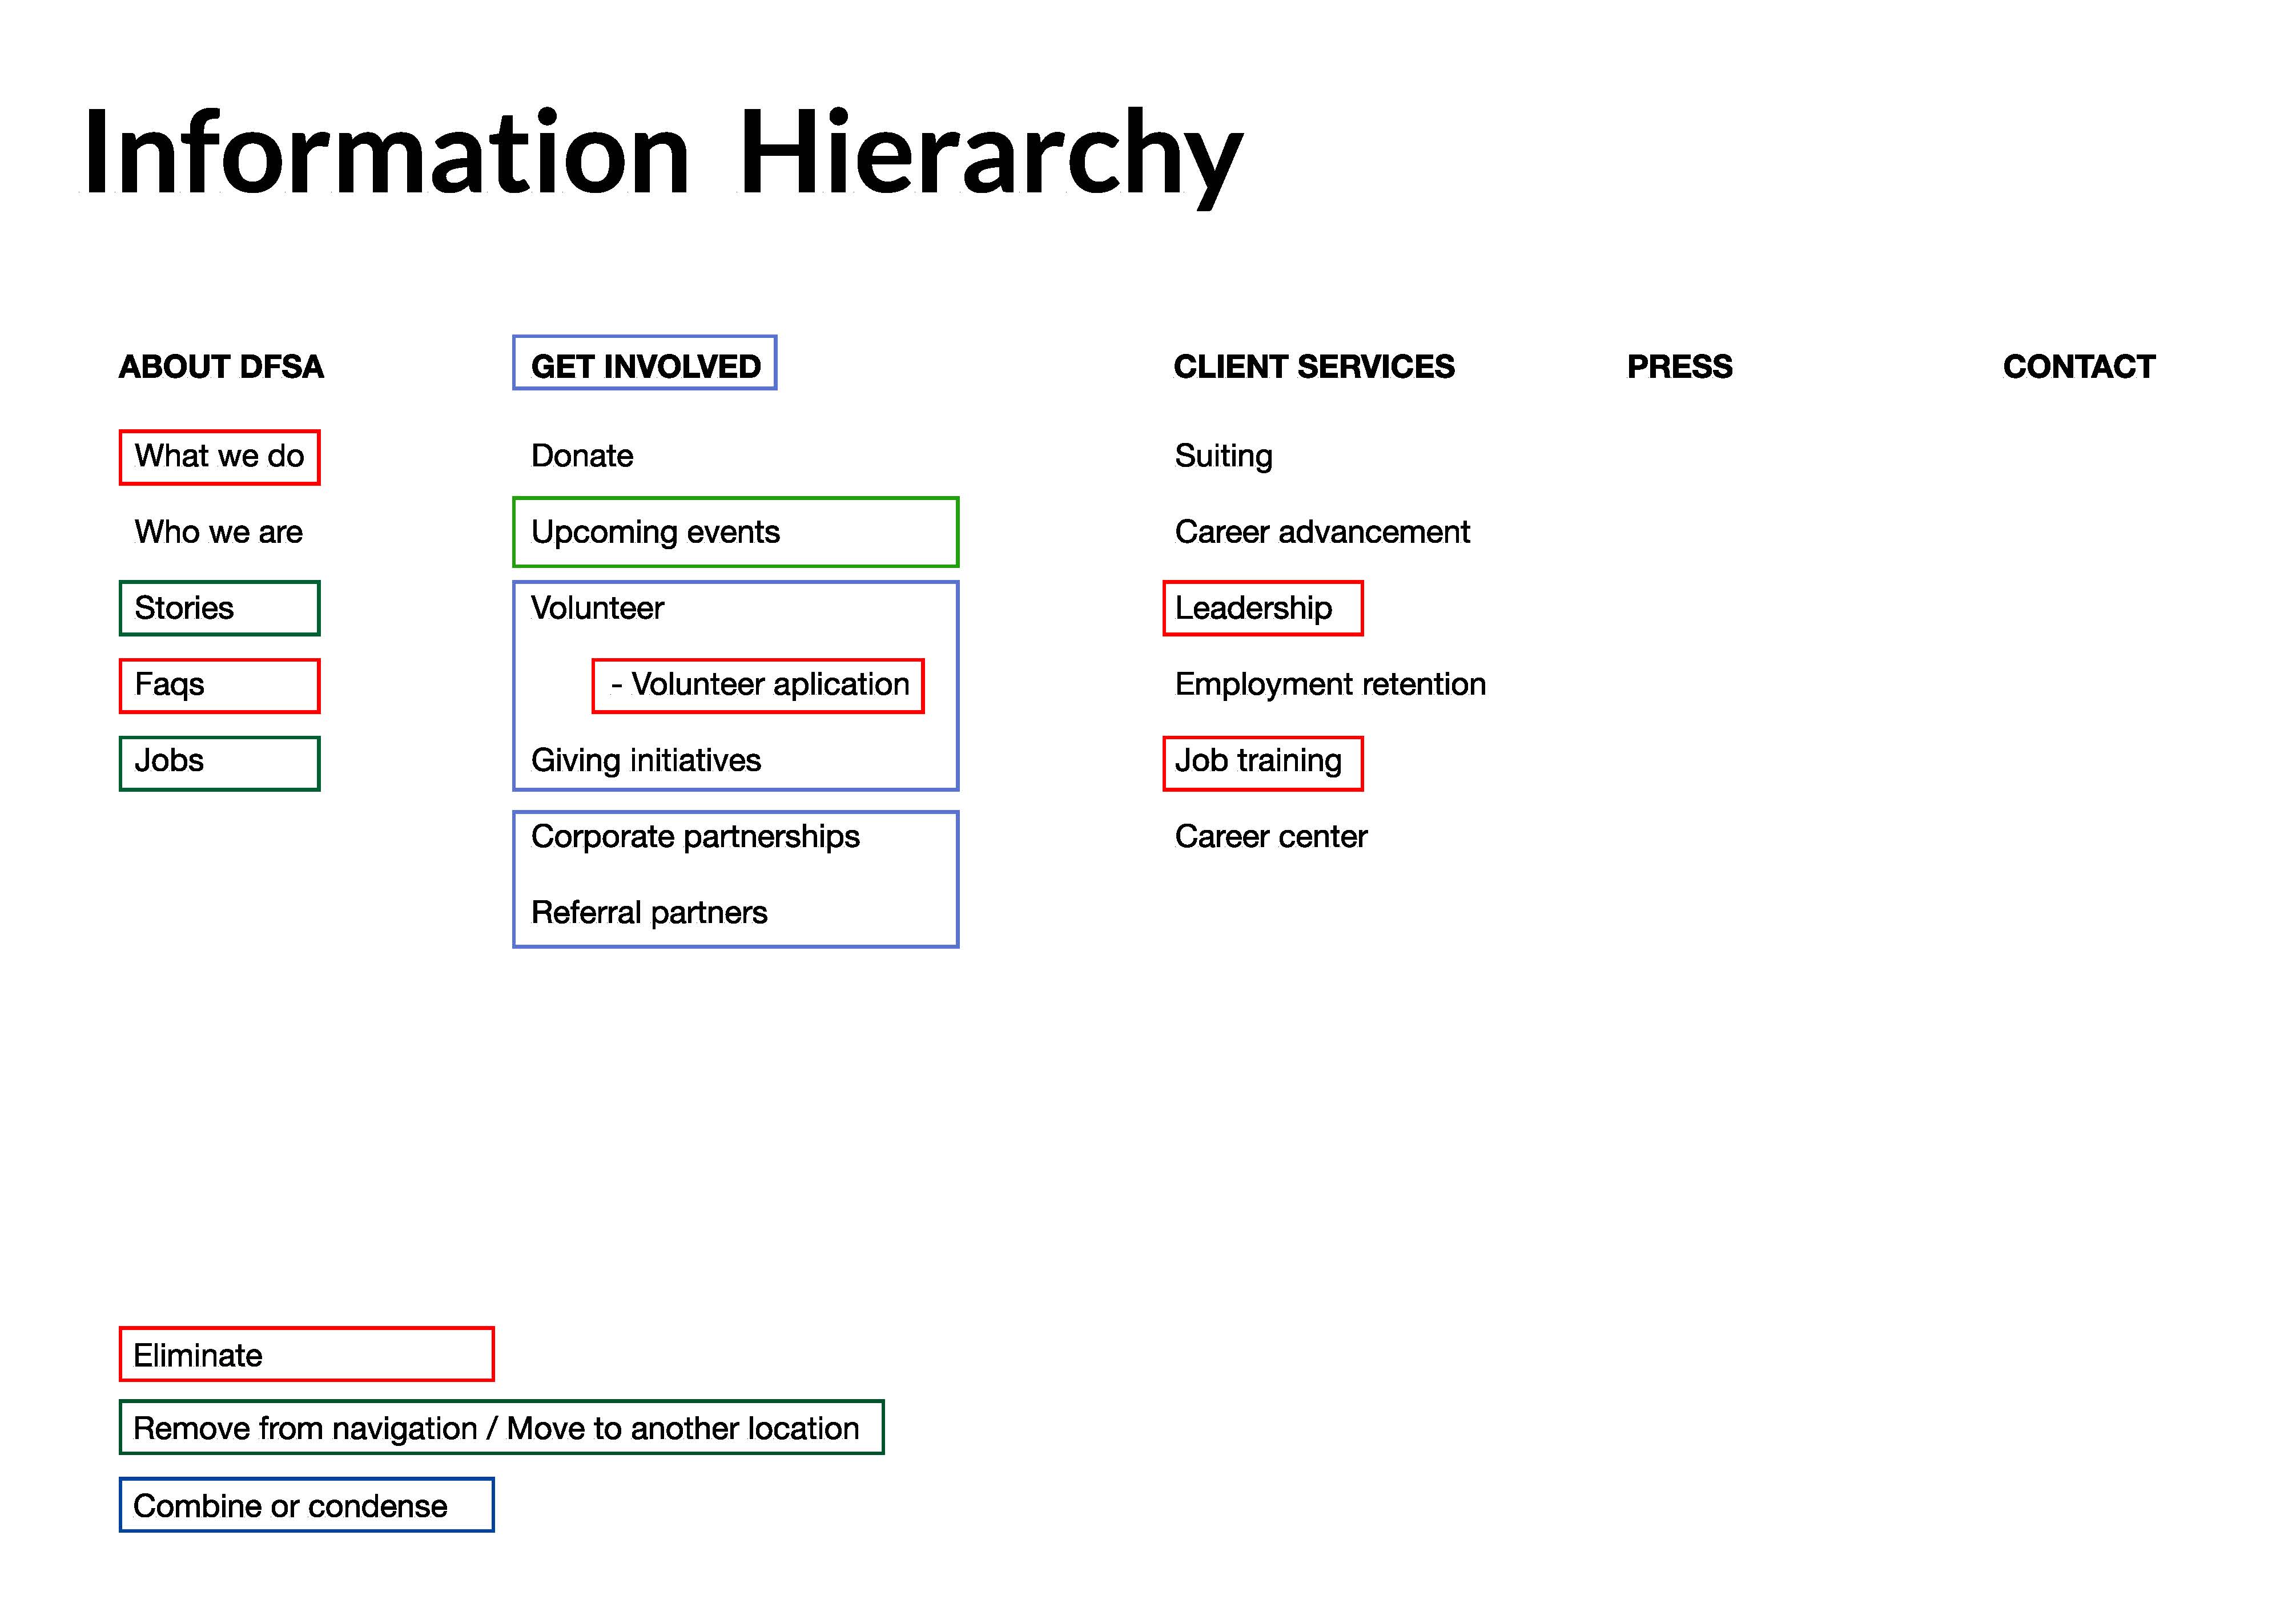 Information Hierarchy
ABOUT DFSA
What we do
Who we are
Stories
Faqs
Jobs
GET INVOLVED
Donate
Upcoming events
Volunteer
- Volunteer aplication
Giving initiatives
Corporate partnerships
Referral partners
CLIENT SERVICES
Suiting
Career advancement
Leadership
Employment retention
Job training
Career center
PRESS
CONTACT
Eliminate
Remove from navigation / Move to another location
Combine or condense